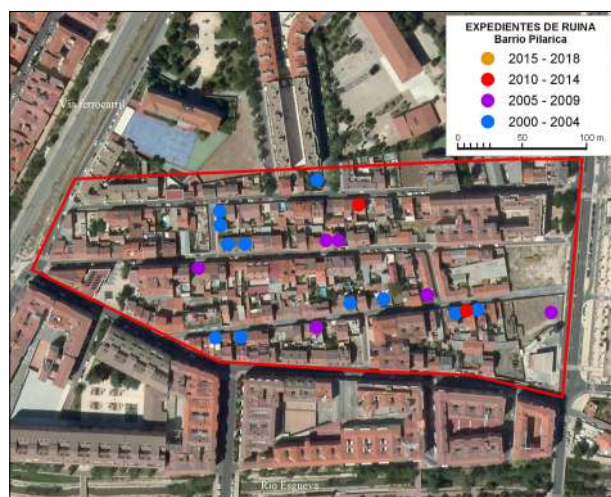 EXPEDIENTES DE RUINA
Barrio Pilarica
2015 - 2018
2010 - 2014
2005 - 2009
2000 - 2004
0
50
100 m.
Vía ferrocarril
Río Esgueva